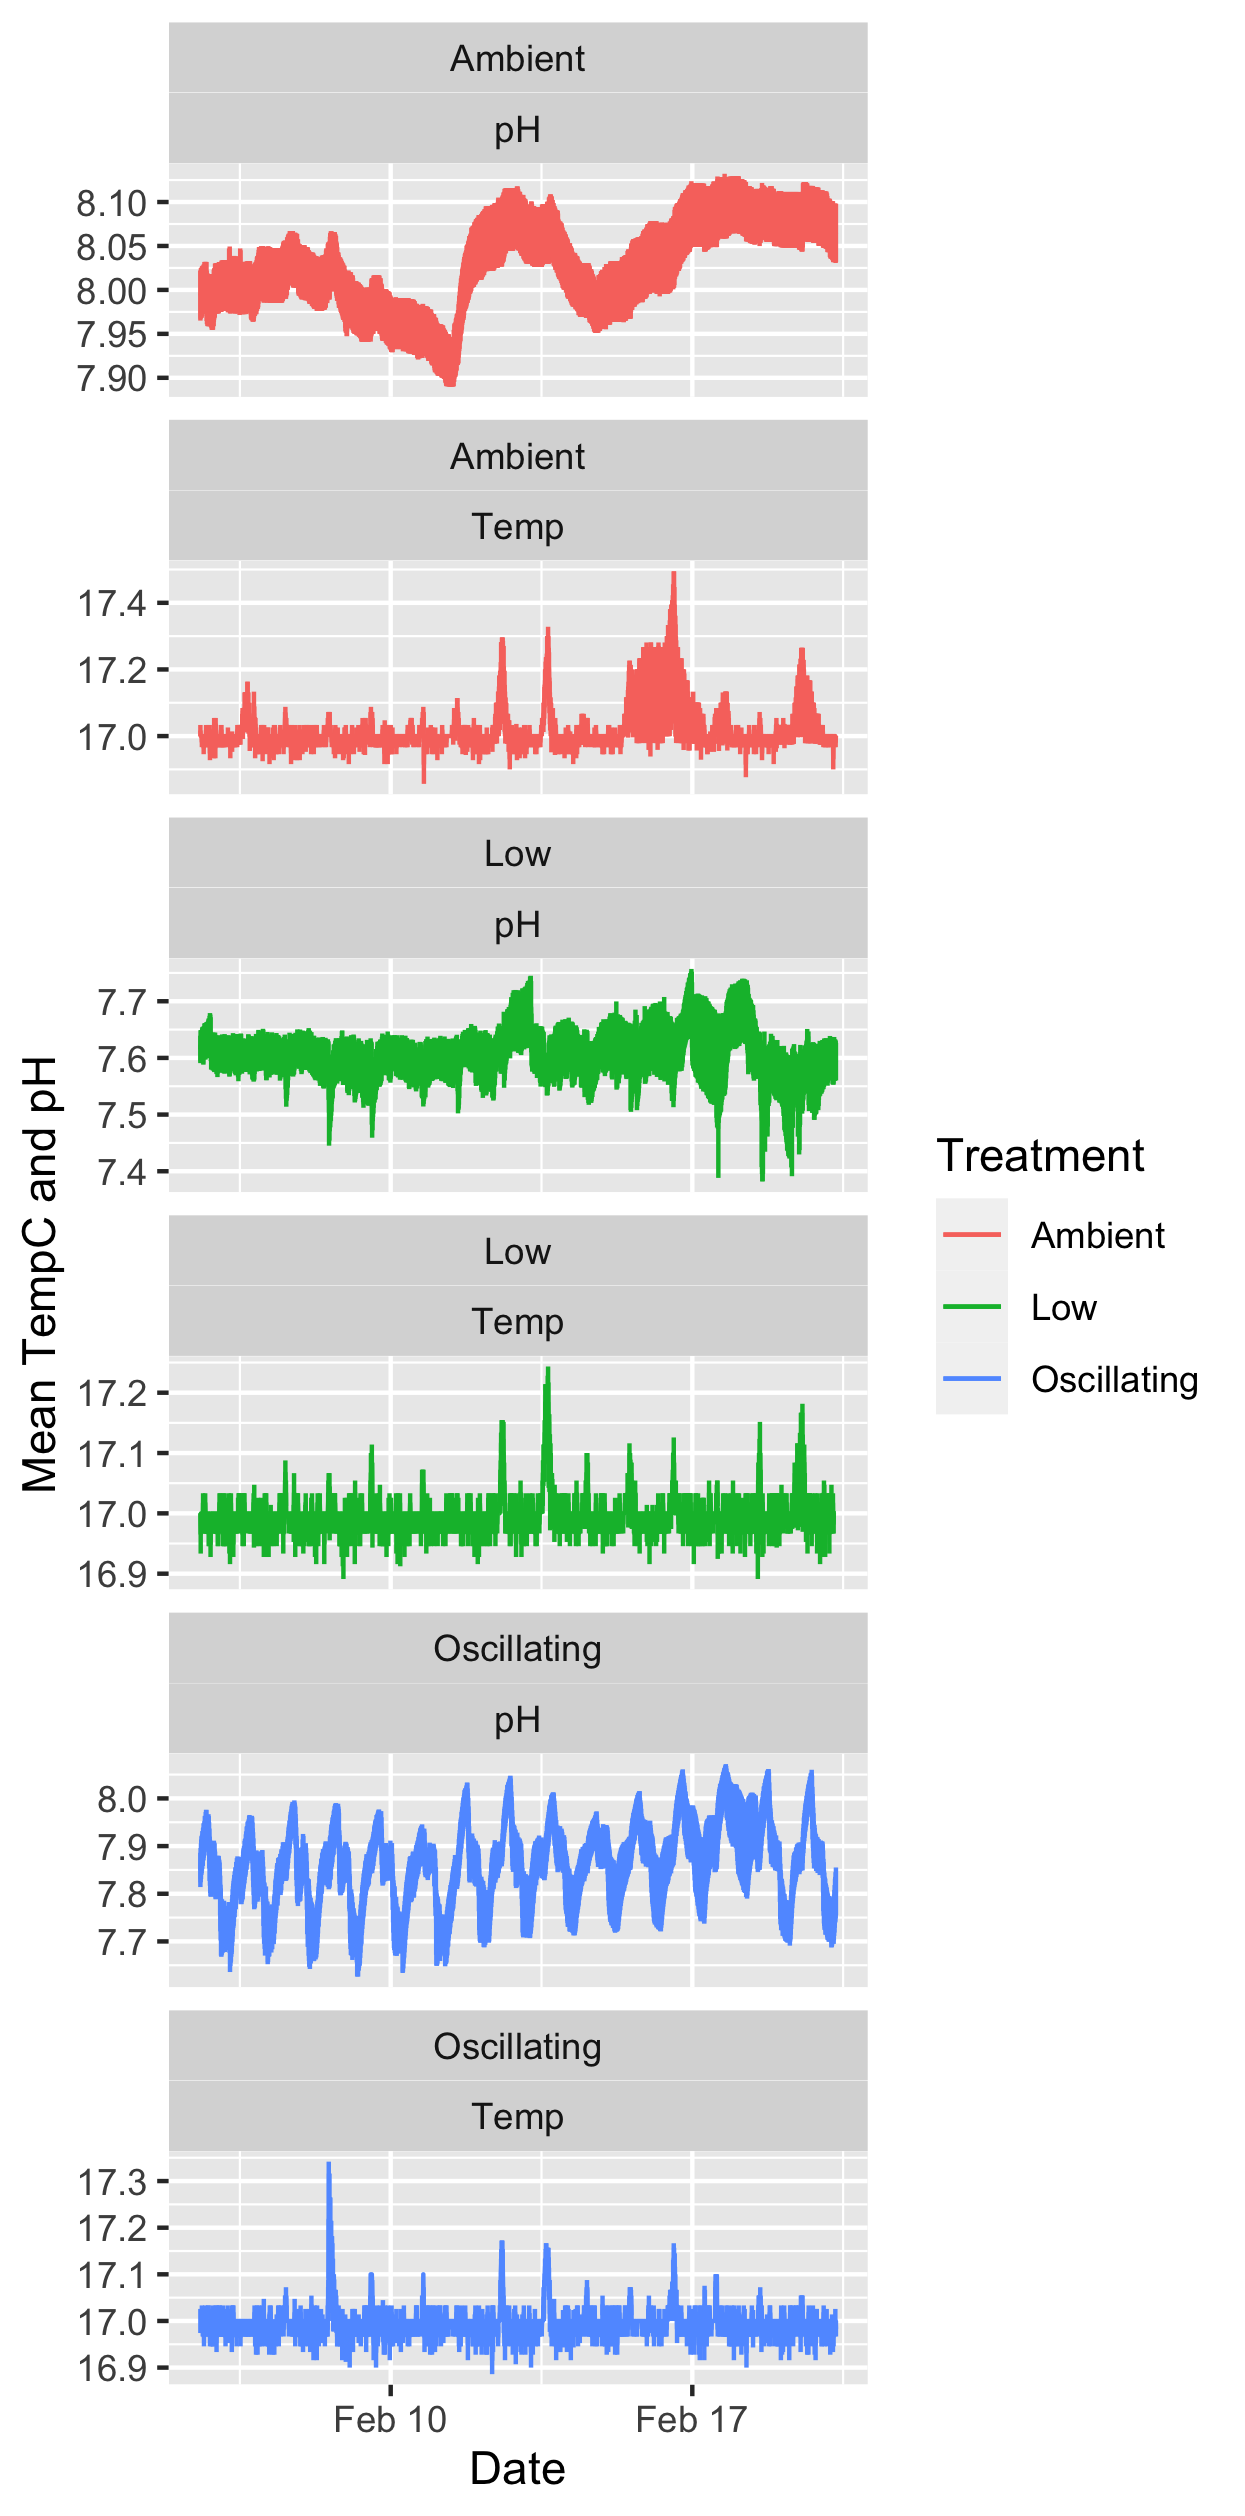 Ambient
pH
8.10
8.05
8.00
7.95
7.90
Ambient
Temp
17.4
17.2
17.0
Low
pH
7.7
7.6
7.5
7.4
Low
Temp
17.2
17.1
17.0
16.9
Oscillating
pH
8.0
7.9
7.8
7.7
Oscillating
Temp
17.3
17.2
17.1
17.0
16.9
Feb 10
Feb 17
Date
Mean TempC and pH
Treatment
Ambient
Low
Oscillating